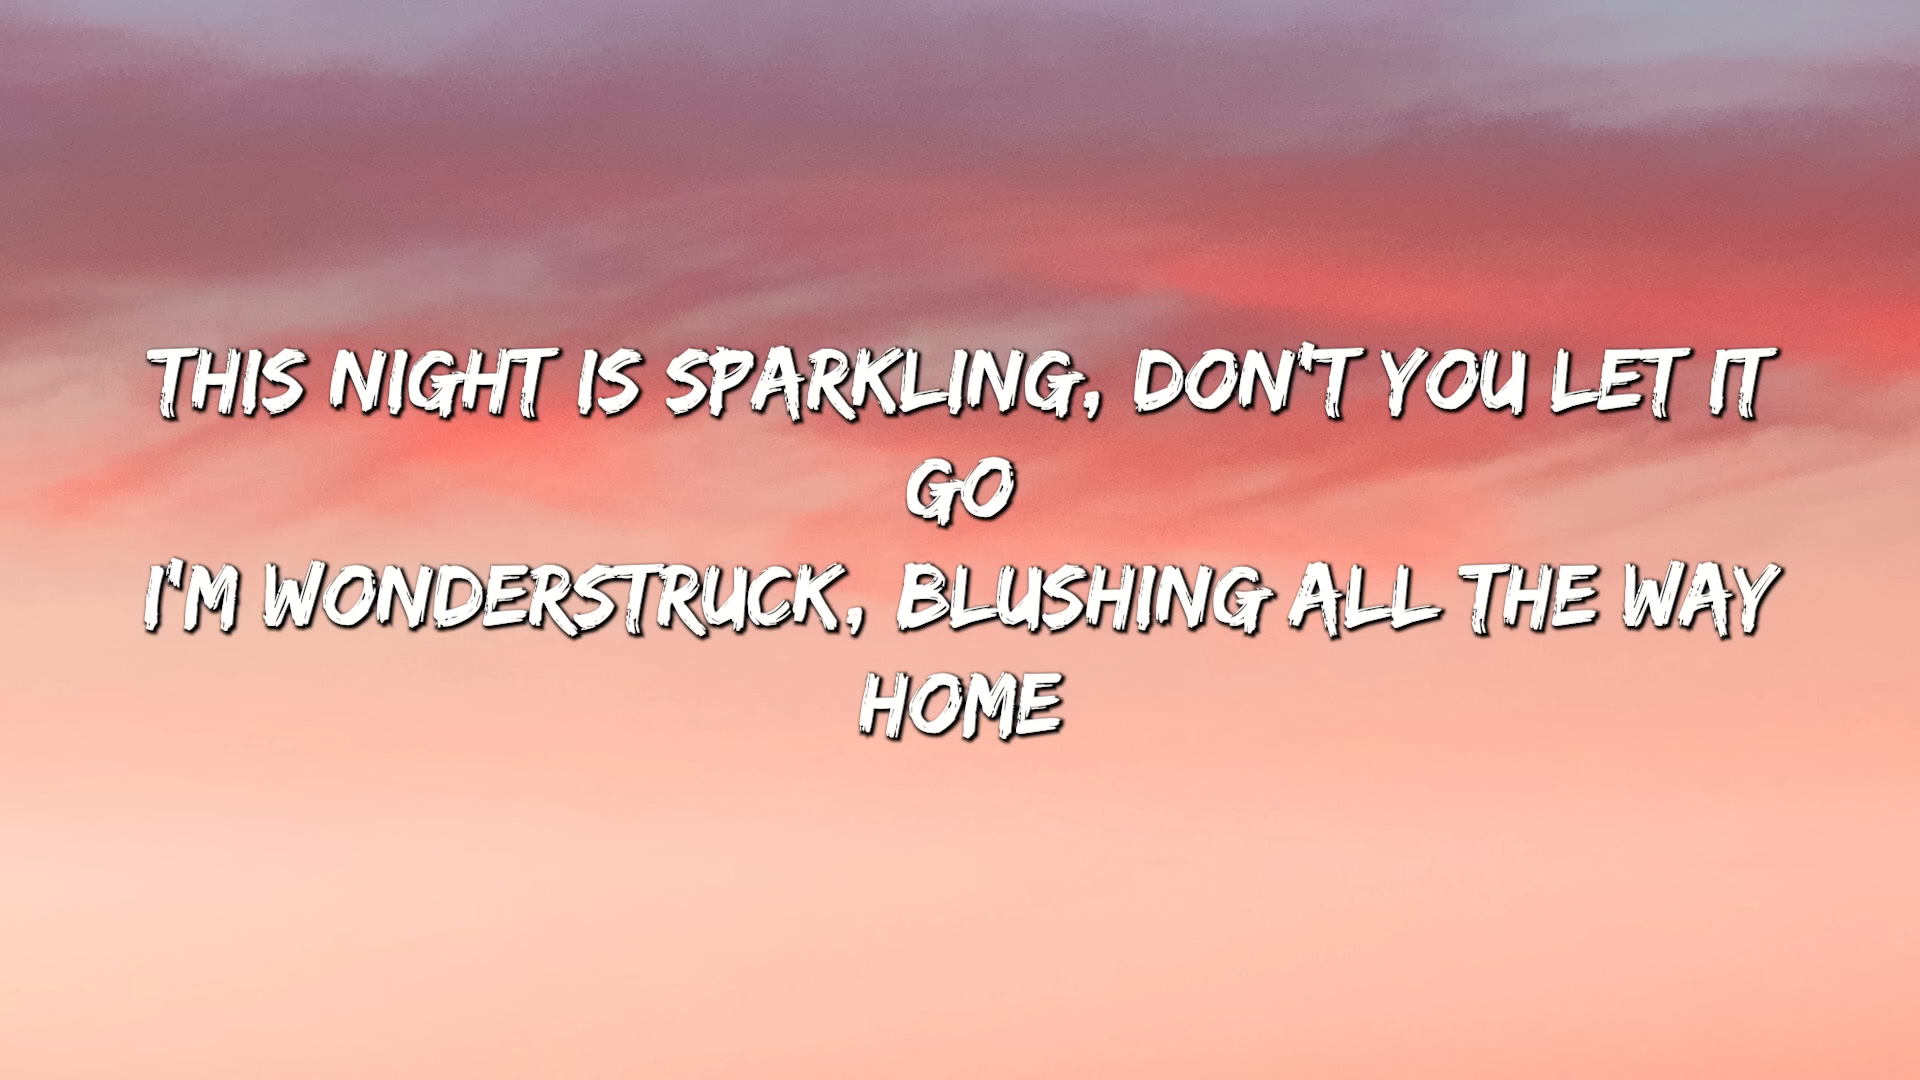 THIS NIGHT IS SPARKLING, DON'T YOU LET IT
GO
I'M WONDERSTRUCK, BLUSHING ALL THE WAY
HOME